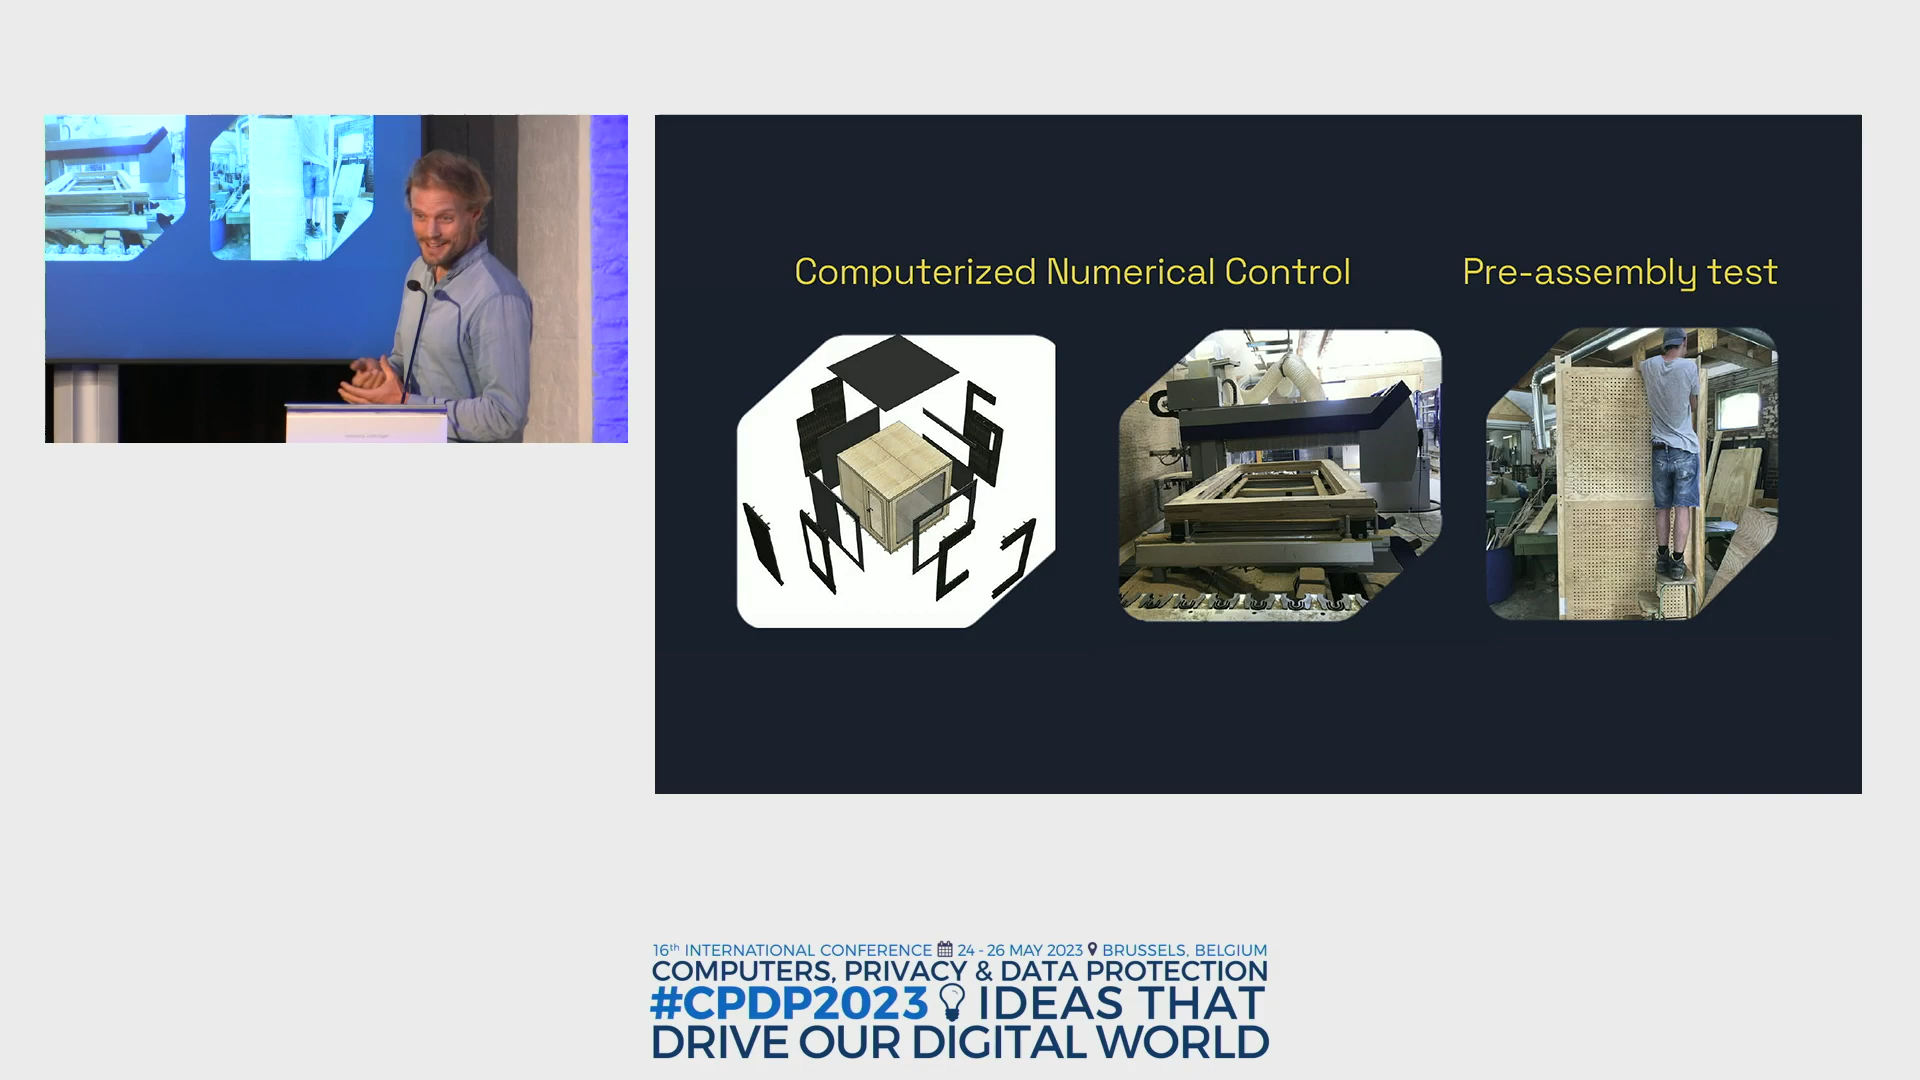 Computerized Numerical Control
Pre-assembly test
16th INTERNATIONAL CONFERENCE 24 - 26 MAY 2023 BRUSSELS, BELGIUM
COMPUTERS, PRIVACY & DATA PROTECTION
#CPDP2023 IDEAS THAT
DRIVE OUR DIGITAL WORLD